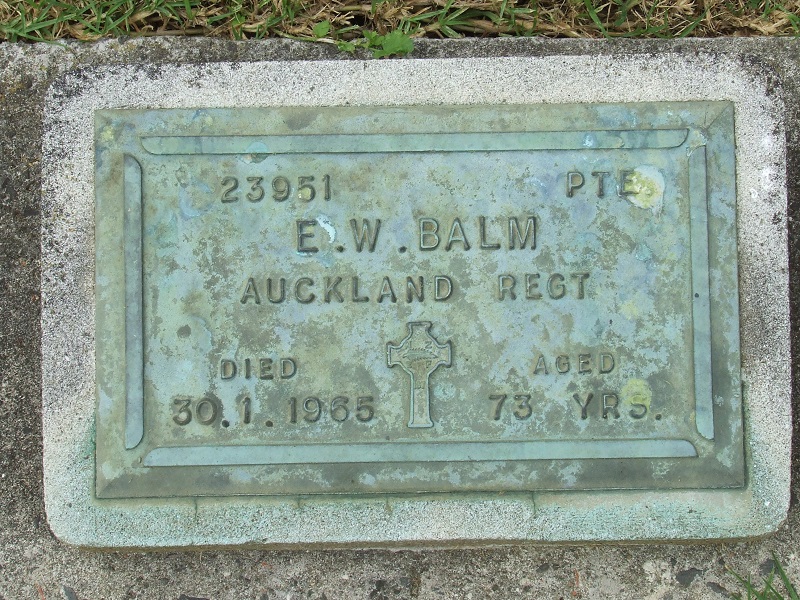 23951 PTE
E.W.BALM
AUCKLAND REGT
DIED AGED
30.1.1965 73 YRS.